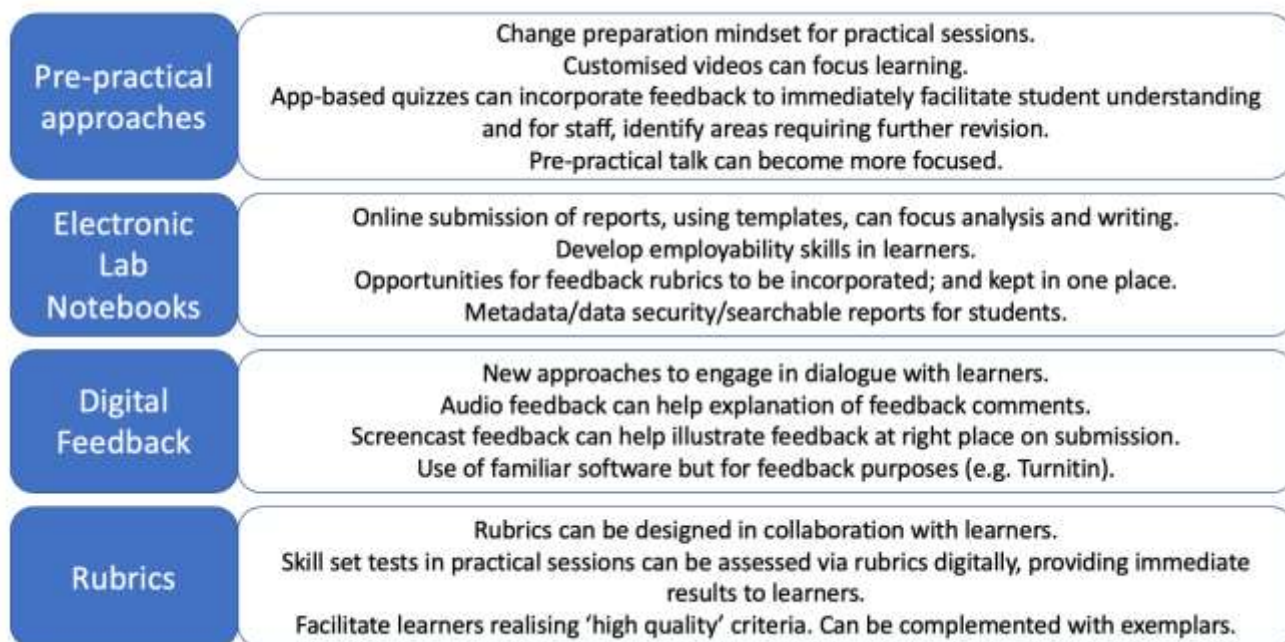 Pre-practical
approaches
Change preparation mindset for practical sessions.
Customised videos can focus learning.
App-based quizzes can incorporate feedback to immediately facilitate student understanding
and for staff, identify areas requiring further revision.
Pre-practical talk can become more focused.
Electronic
Lab
Notebooks
Online submission of reports, using templates, can focus analysis and writing.
Develop employability skills in learners.
Opportunities for feedback rubrics to be incorporated; and kept in one place.
Metadata/data security/searchable reports for students.
Digital
Feedback
New approaches to engage in dialogue with learners.
Audio feedback can help explanation of feedback comments.
Screencast feedback can help illustrate feedback at right place on submission.
Use of familiar software but for feedback purposes (e.g. Turnitin).
Rubrics
Rubrics can be designed in collaboration with learners.
Skill set tests in practical sessions can be assessed via rubrics digitally, providing immediate
results to learners.
Facilitate learners realising ‘high quality’ criteria. Can be complemented with exemplars.